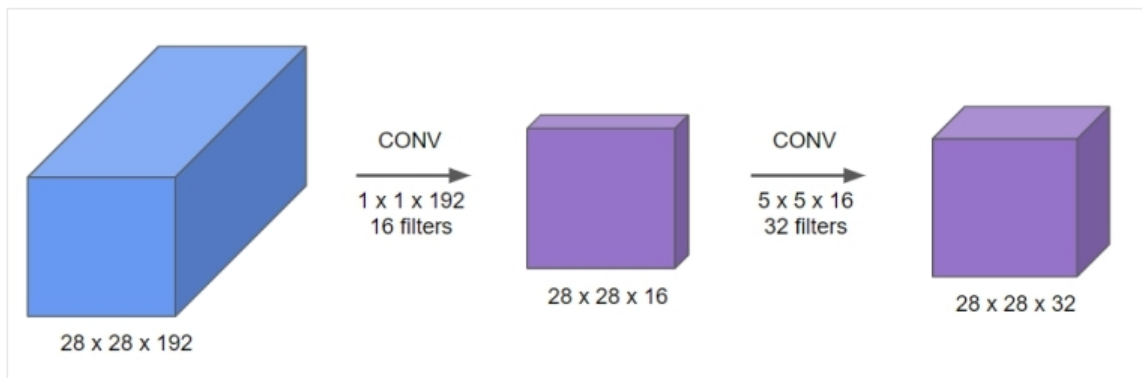 28 x 28 x 192
CONV
1 x 1 x 192
16 filters
28 x 28 x 16
CONV
5 x 5 x 16
32 filters
28 x 28 x 32